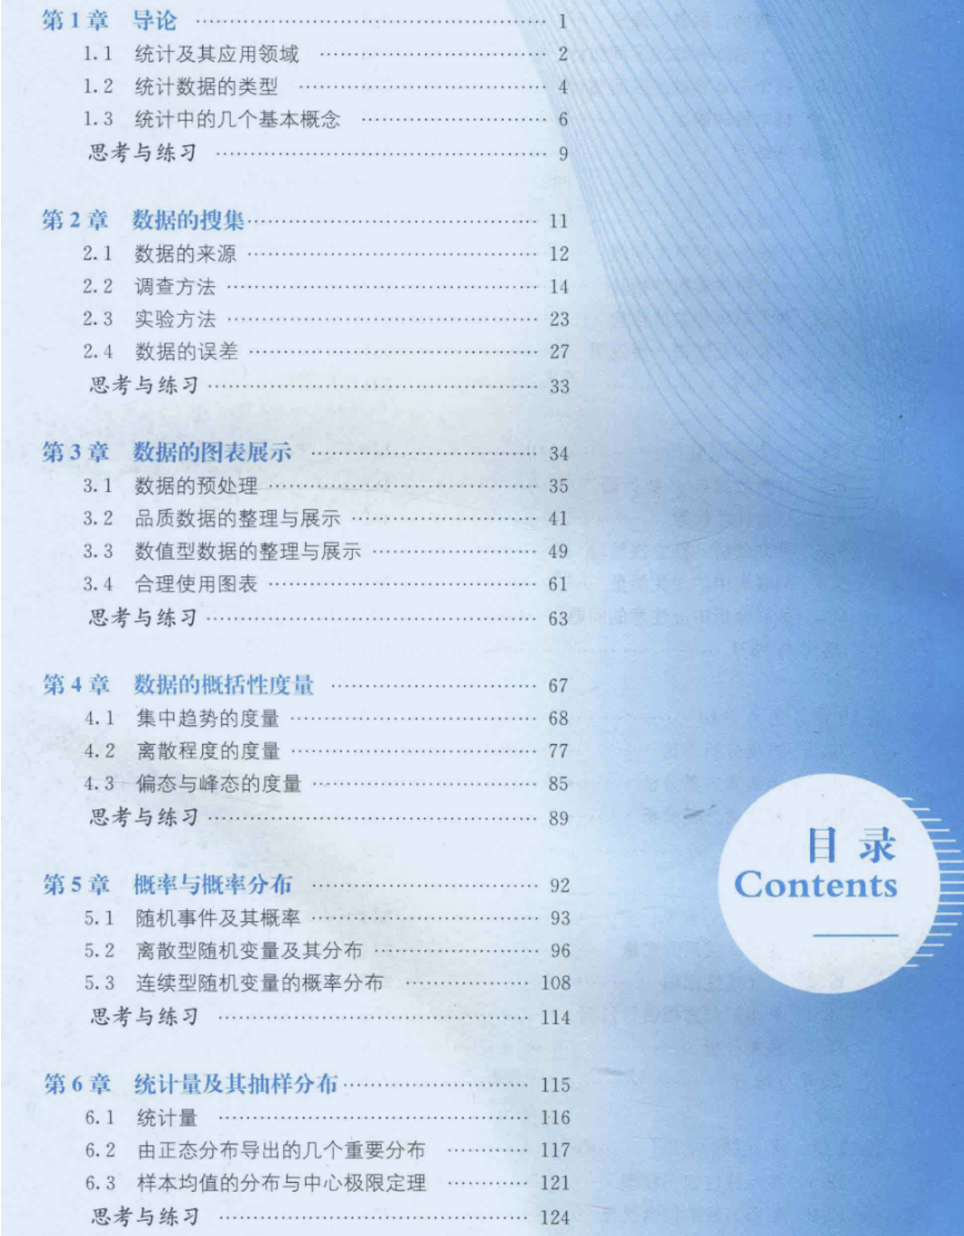 第1章 导论 …… 1
1.1 统计及其应用领域 …… 2
1.2 统计数据的类型 …… 4
1.3 统计中的几个基本概念 …… 6
思考与练习 …… 9
第2章 数据的搜集 …… 11
2.1 数据的来源 …… 12
2.2 调查方法 …… 14
2.3 实验方法 …… 23
2.4 数据的误差 …… 27
思考与练习 …… 33
第3章 数据的图表展示 …… 34
3.1 数据的预处理 …… 35
3.2 品质数据的整理与展示 …… 41
3.3 数值型数据的整理与展示 …… 49
3.4 合理使用图表 …… 61
思考与练习 …… 63
第4章 数据的概括性度量 …… 67
4.1 集中趋势的度量 …… 68
4.2 离散程度的度量 …… 77
4.3 偏态与峰态的度量 …… 85
思考与练习 …… 89
第5章 概率与概率分布 …… 92
5.1 随机事件及其概率 …… 93
5.2 离散型随机变量及其分布 …… 96
5.3 连续型随机变量的概率分布 …… 108
思考与练习 …… 114
第6章 统计量及其抽样分布 …… 115
6.1 统计量 …… 116
6.2 由正态分布导出的几个重要分布 …… 117
6.3 样本均值的分布与中心极限定理 …… 121
思考与练习 …… 124
目录
Contents